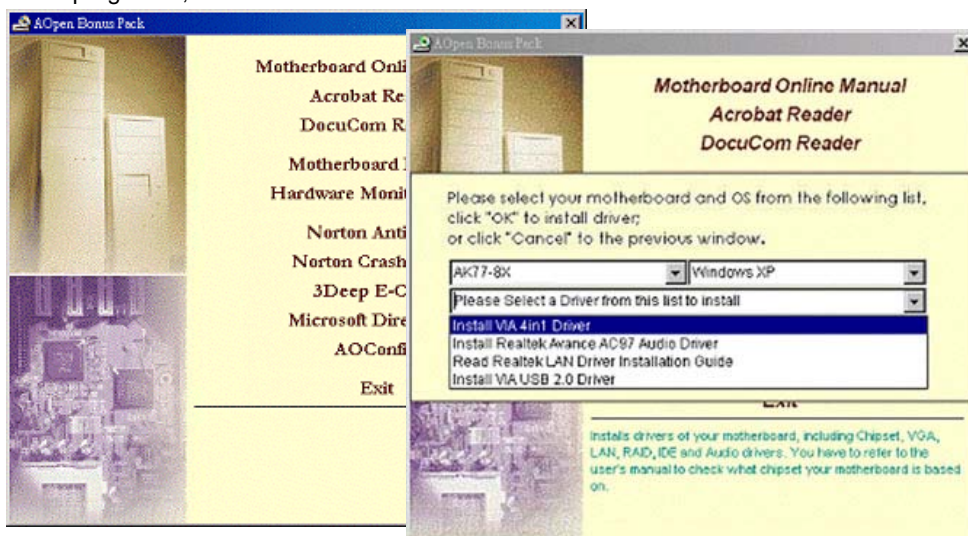 AOpen Bonus Pack
Motherboard Onli
Acrobat Re
DocuCom R
Motherboard
Hardware Monit
Norton Anti
Norton Crash
3Deep E-C
Microsoft Dire
AOConfi
Exit
AOpen Bonus Pack
Motherboard Online Manual
Acrobat Reader
DocuCom Reader
Please select your motherboard and OS from the following list,
click "OK" to install driver;
or click "Cancel" to the previous window.
AK77-8X
Windows XP
Please Select a Driver from this list to install
Install VIA 4in1 Driver
Install Realtek Avance AC97 Audio Driver
Read Realtek LAN Driver Installation Guide
Install VIA USB 2.0 Driver
Installs drivers of your motherboard, including Chipset, VGA,
LAN, RAID, IDE and Audio drivers. You have to refer to the
user's manual to check what chipset your motherboard is based
on.